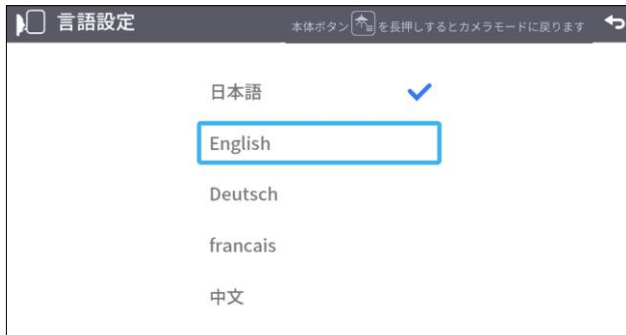 言語設定
本体ボタン を長押しするとカメラモードに戻ります
日本語
English
Deutsch
francais
中文